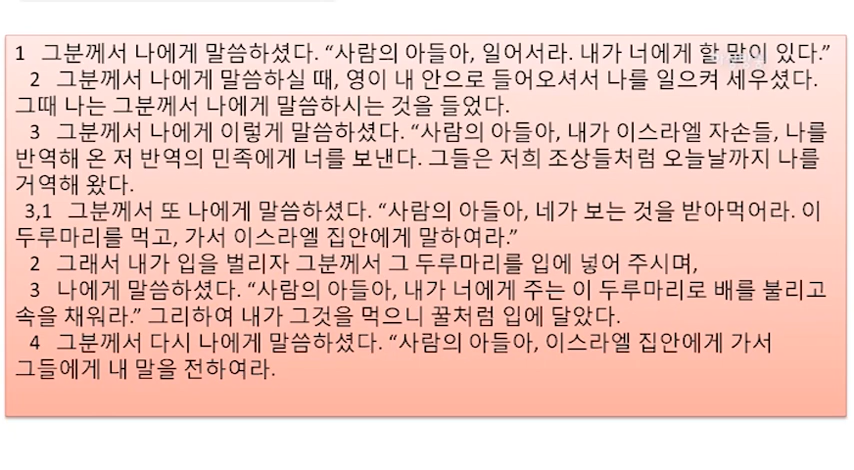 1 그분께서 나에게 말씀하셨다. “사람의 아들아, 일어서라. 내가 너에게 할 말이 있다.”
2 그분께서 나에게 말씀하실 때, 영이 내 안으로 들어오셔서 나를 일으켜 세우셨다.
그때 나는 그분께서 나에게 말씀하시는 것을 들었다.
3 그분께서 나에게 이렇게 말씀하셨다. “사람의 아들아, 내가 이스라엘 자손들, 나를
반역해 온 저 반역의 민족에게 너를 보낸다. 그들은 저희 조상들처럼 오늘날까지 나를
거역해 왔다.
3,1 그분께서 또 나에게 말씀하셨다. “사람의 아들아, 네가 보는 것을 받아먹어라. 이
두루마리를 먹고, 가서 이스라엘 집안에게 말하여라.”
2 그래서 내가 입을 벌리자 그분께서 그 두루마리를 입에 넣어 주시며,
3 나에게 말씀하셨다. “사람의 아들아, 내가 너에게 주는 이 두루마리로 배를 불리고
속을 채워라.” 그리하여 내가 그것을 먹으니 꿀처럼 입에 달았다.
4 그분께서 다시 나에게 말씀하셨다. “사람의 아들아, 이스라엘 집안에게 가서
그들에게 내 말을 전하여라.